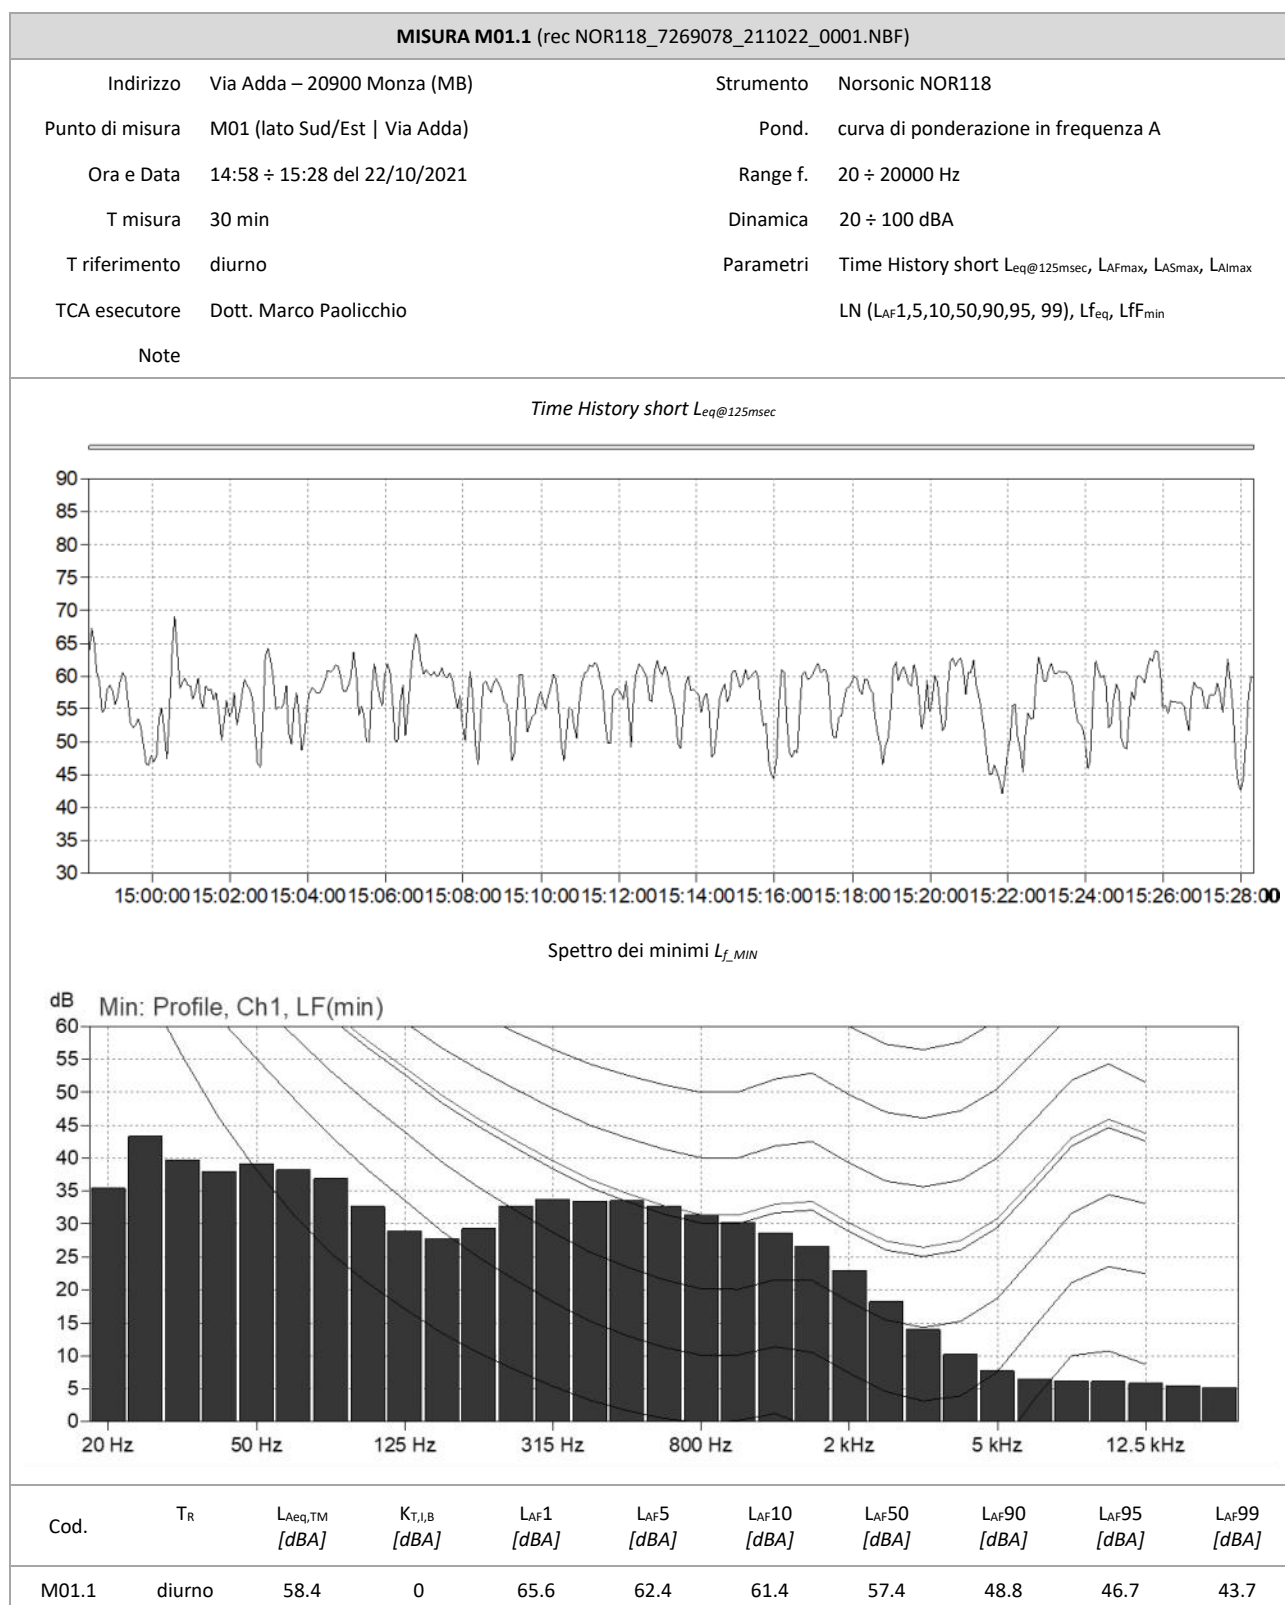 MISURA M01.1 (rec NOR118_7269078_211022_0001.NBF)
Indirizzo Via Adda – 20900 Monza (MB) Strumento Norsonic NOR118
Punto di misura M01 (lato Sud/Est | Via Adda) Pond. curva di ponderazione in frequenza A
Ora e Data 14:58 ÷ 15:28 del 22/10/2021 Range f. 20 ÷ 20000 Hz
T misura 30 min Dinamica 20 ÷ 100 dBA
T riferimento diurno Parametri Time History short Leq@125msec, LAFmax, LASmax, LAImax
TCA esecutore Dott. Marco Paolicchio LN (LAF1,5,10,50,90,95, 99), Lfeq, LfFmin
Note
Time History short Leq@125msec
90
85
80
75
70
65
60
55
50
45
40
35
30
15:00:00 15:02:00 15:04:00 15:06:00 15:08:00 15:10:00 15:12:00 15:14:00 15:16:00 15:18:00 15:20:00 15:22:00 15:24:00 15:26:00 15:28:00
Spettro dei minimi Lf_MIN
dB Min: Profile, Ch1, LF(min)
60
55
50
45
40
35
30
25
20
15
10
5
0
20 Hz 50 Hz 125 Hz 315 Hz 800 Hz 2 kHz 5 kHz 12.5 kHz
Cod. TR LAeq,TM [dBA] KT,I,B [dBA] LAF1 [dBA] LAF5 [dBA] LAF10 [dBA] LAF50 [dBA] LAF90 [dBA] LAF95 [dBA] LAF99 [dBA]
M01.1 diurno 58.4 0 65.6 62.4 61.4 57.4 48.8 46.7 43.7